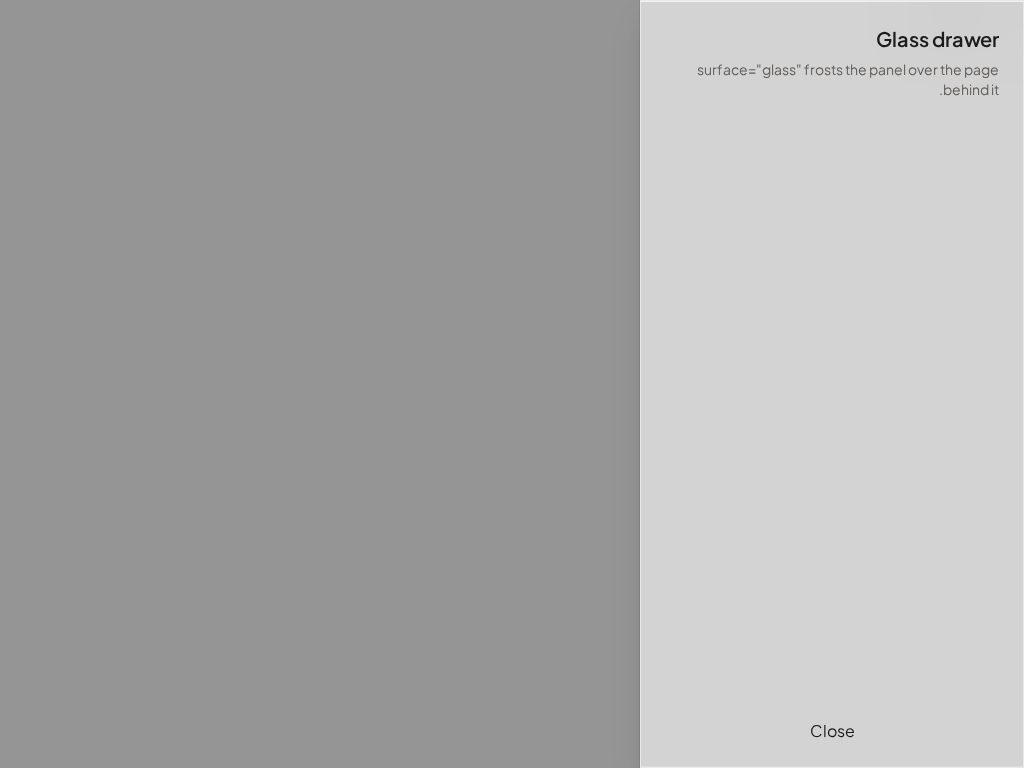 Glass drawer
surface="glass" frosts the panel over the page
.behind it
Close